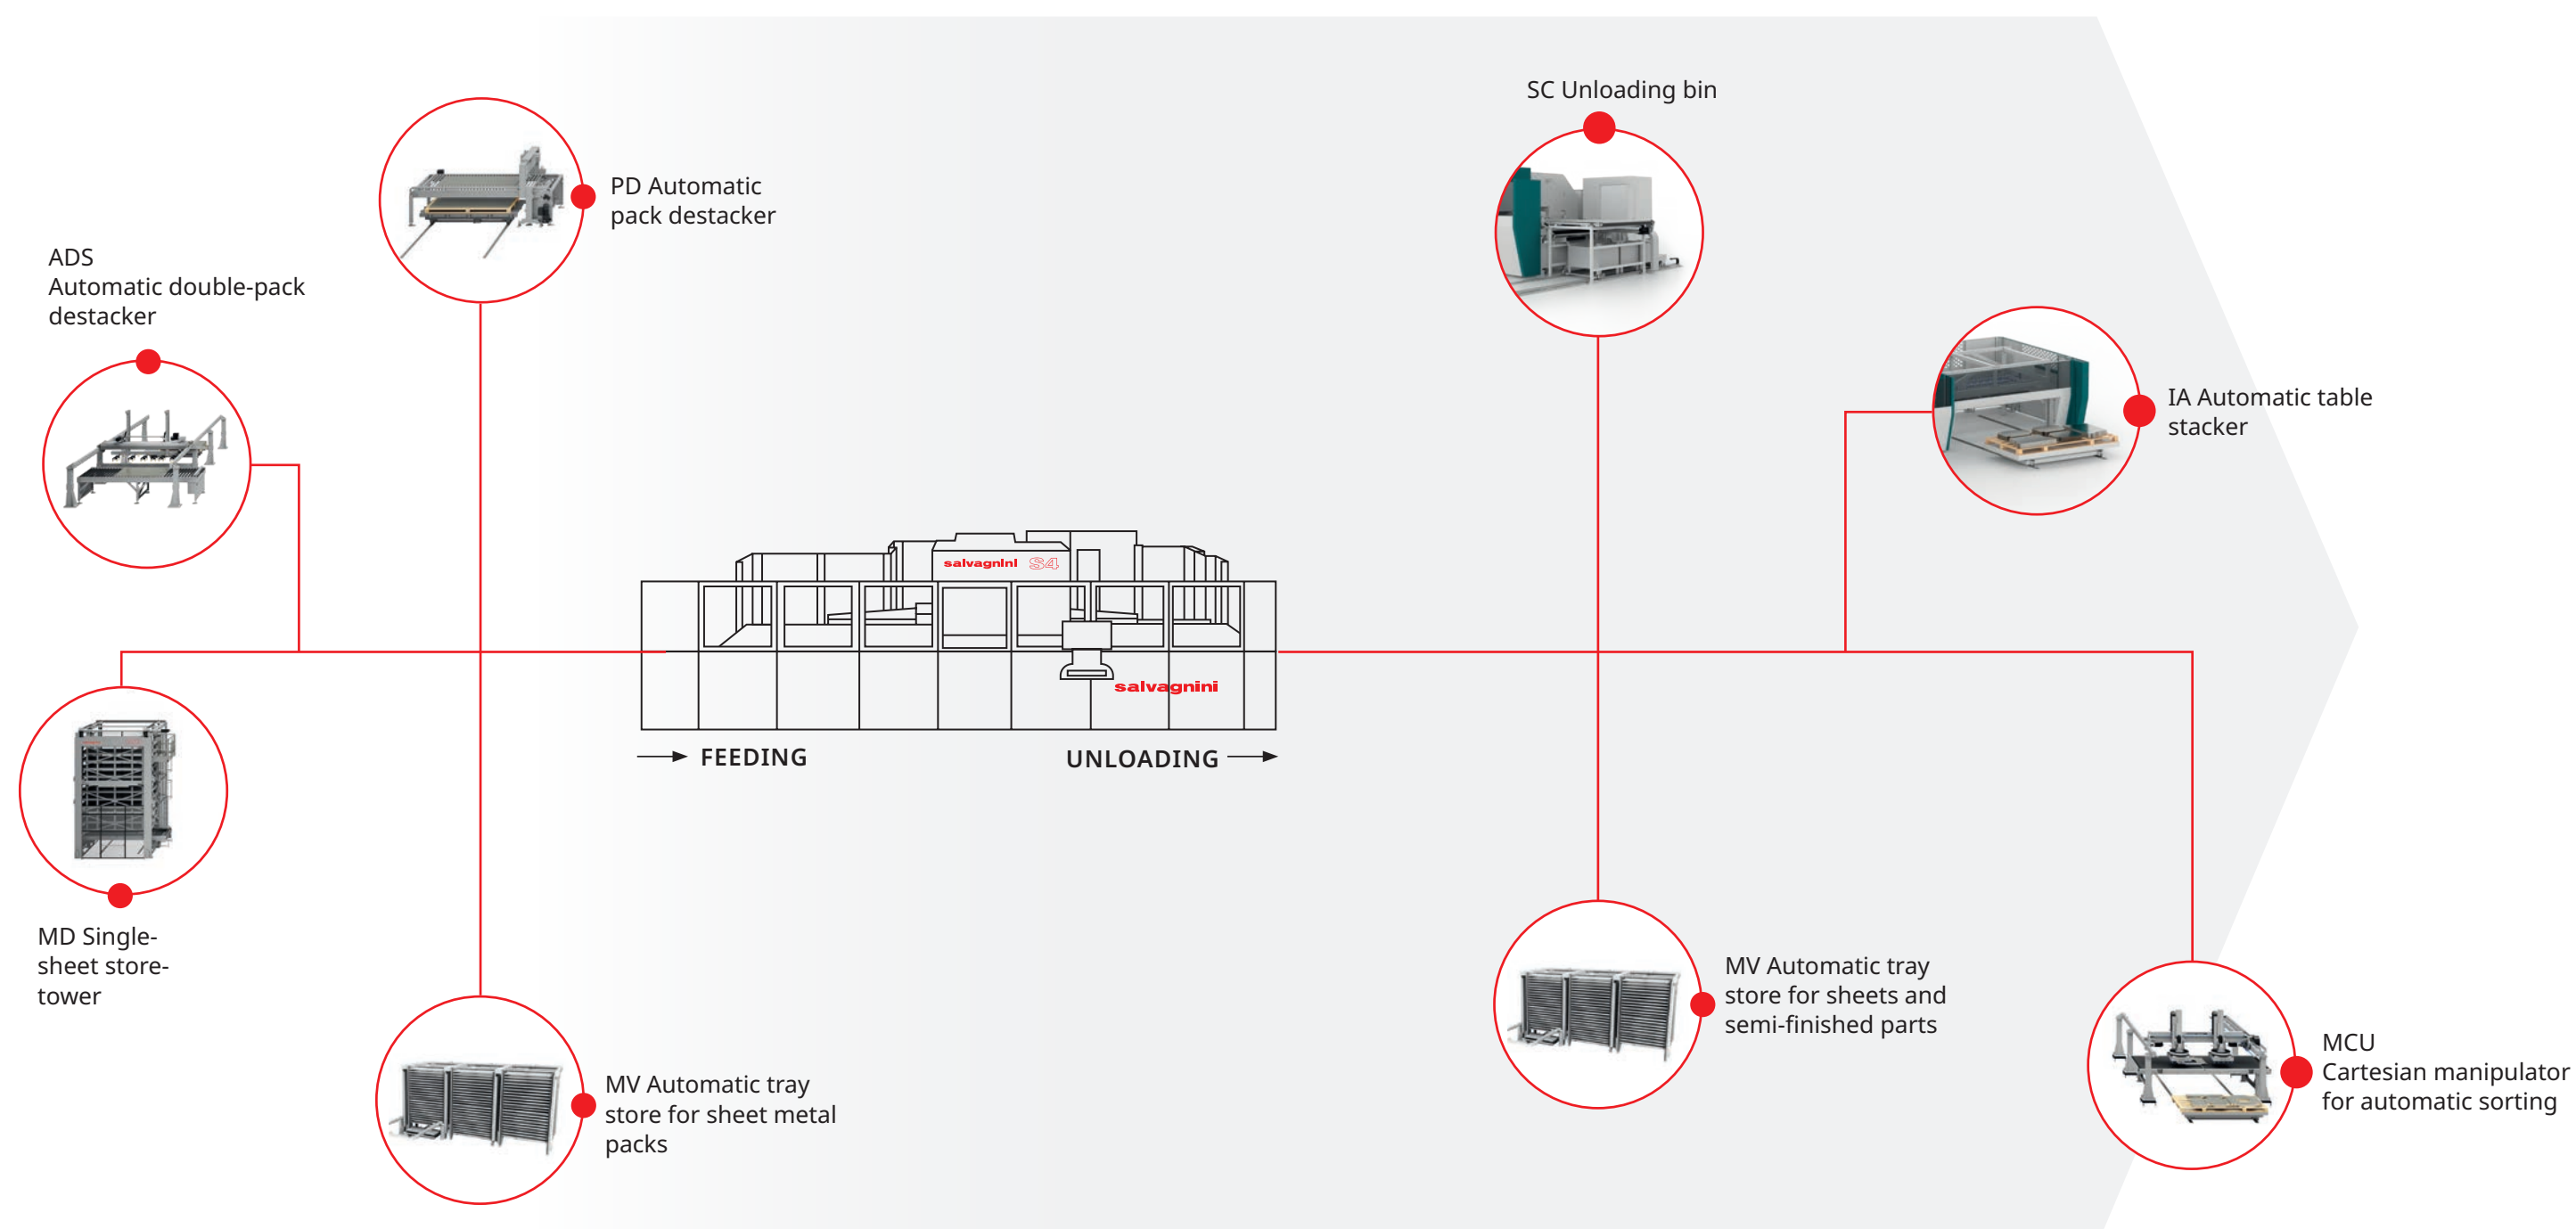 SC Unloading bin
PD Automatic
pack destacker
ADS
Automatic double-pack
destacker
IA Automatic table
stacker
salvagnini S4
salvagnini
FEEDING
UNLOADING
MD Single-
sheet store-
tower
MV Automatic tray
store for sheets and
semi-finished parts
MCU
Cartesian manipulator
for automatic sorting
MV Automatic tray
store for sheet metal
packs